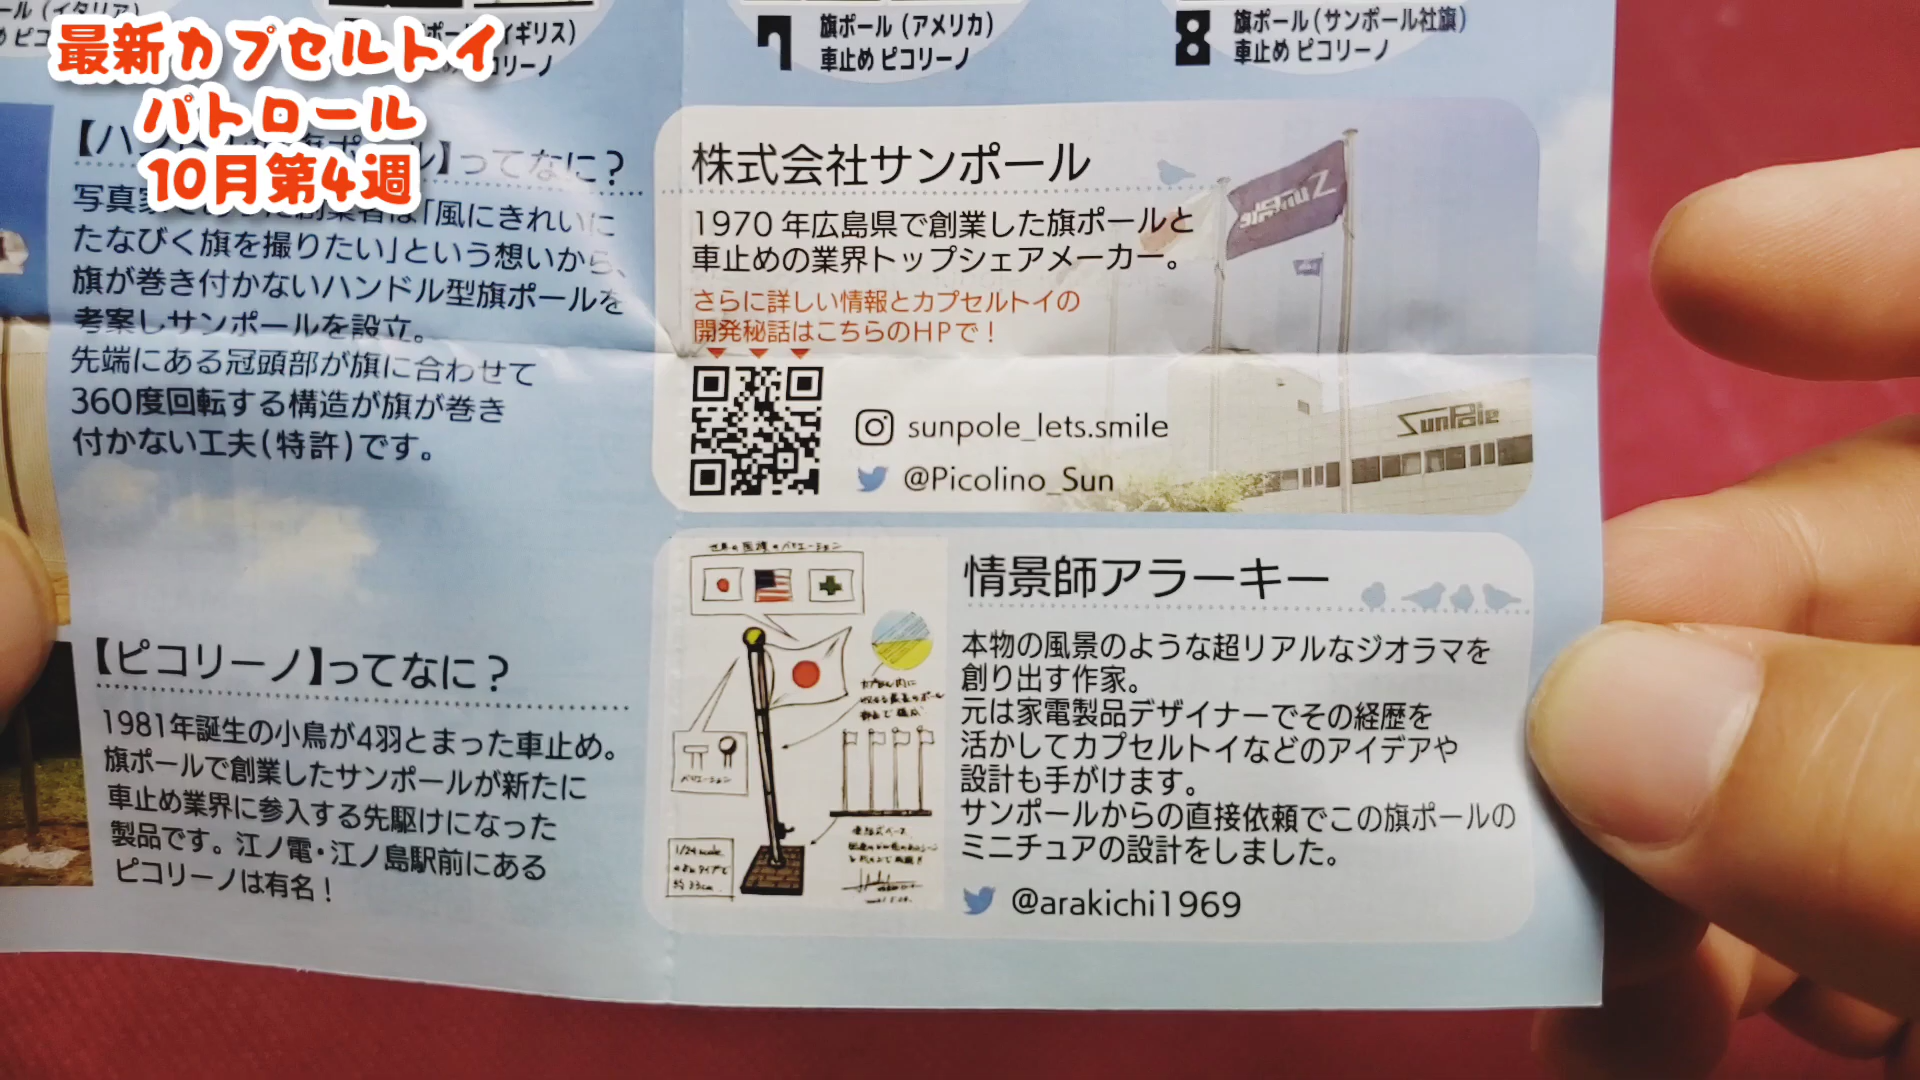 最新カプセルトイ
パトロール
10月第4週
7 旗ポール（アメリカ）
車止め ピコリーノ
8 旗ポール（サンポール社旗）
車止め ピコリーノ
ってなに？
「風にきれいに
たなびく旗を撮りたい」という想いから、
旗が巻き付かないハンドル型旗ポールを
考案しサンポールを設立。
先端にある冠頭部が旗に合わせて
360度回転する構造が旗が巻き
付かない工夫（特許）です。
【ピコリーノ】ってなに？
1981年誕生の小鳥が4羽とまった車止め。
旗ポールで創業したサンポールが新たに
車止め業界に参入する先駆けになった
製品です。江ノ電・江ノ島駅前にある
ピコリーノは有名！
株式会社サンポール
1970年広島県で創業した旗ポールと
車止めの業界トップシェアメーカー。
さらに詳しい情報とカプセルトイの
開発秘話はこちらのHPで！
sunpole_lets.smile
@Picolino_Sun
SunPole
情景師アラーキー
本物の風景のような超リアルなジオラマを
創り出す作家。
元は家電製品デザイナーでその経歴を
活かしてカプセルトイなどのアイデアや
設計も手がけます。
サンポールからの直接依頼でこの旗ポールの
ミニチュアの設計をしました。
@arakichi1969